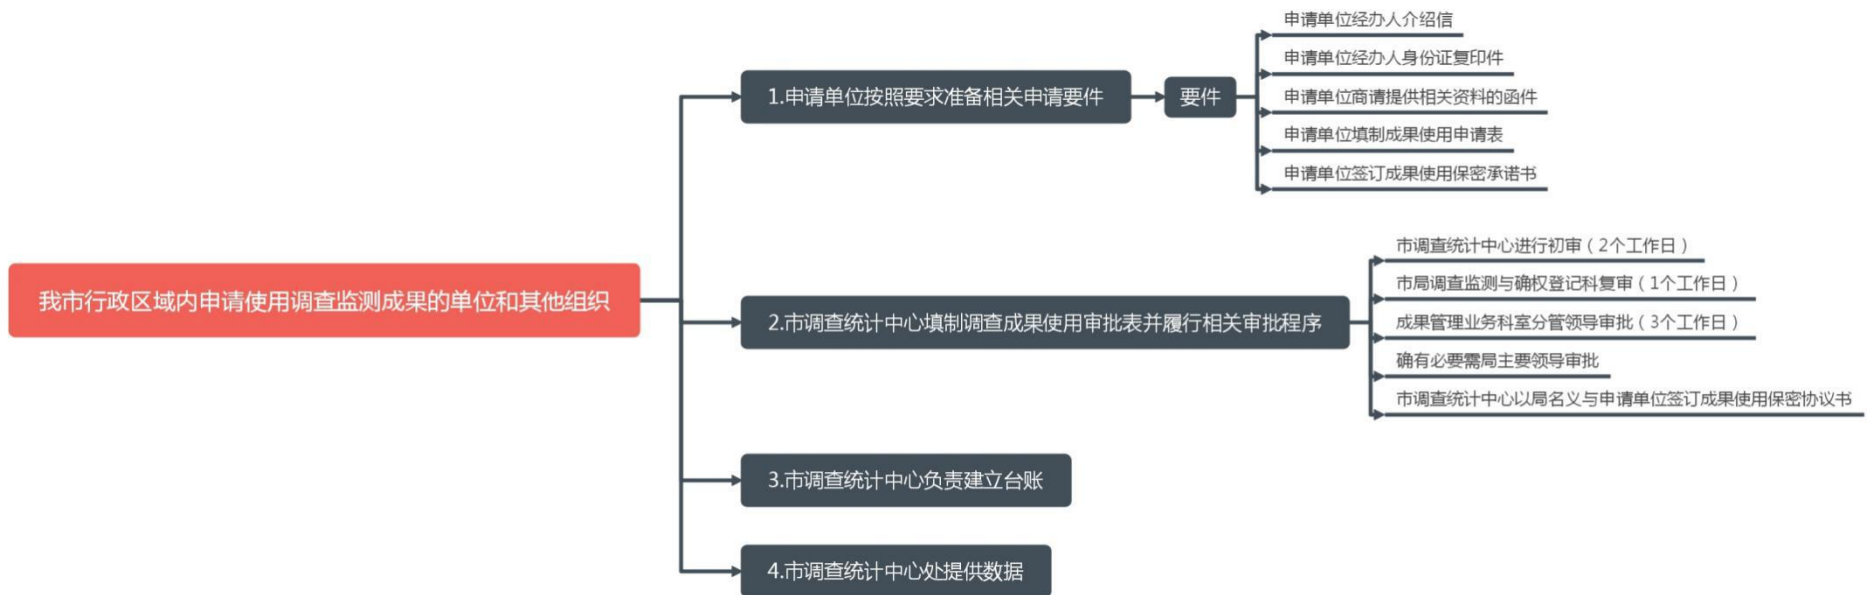 我市行政区域内申请使用调查监测成果的单位和其他组织
1.申请单位按照要求准备相关申请要件
要件
申请单位经办人介绍信
申请单位经办人身份证复印件
申请单位商请提供相关资料的函件
申请单位填制成果使用申请表
申请单位签订成果使用保密承诺书
2.市调查统计中心填制调查成果使用审批表并履行相关审批程序
市调查统计中心进行初审（2个工作日）
市局调查监测与确权登记科复审（1个工作日）
成果管理业务科室分管领导审批（3个工作日）
确有必要需局主要领导审批
市调查统计中心以局名义与申请单位签订成果使用保密协议书
3.市调查统计中心负责建立台账
4.市调查统计中心处提供数据